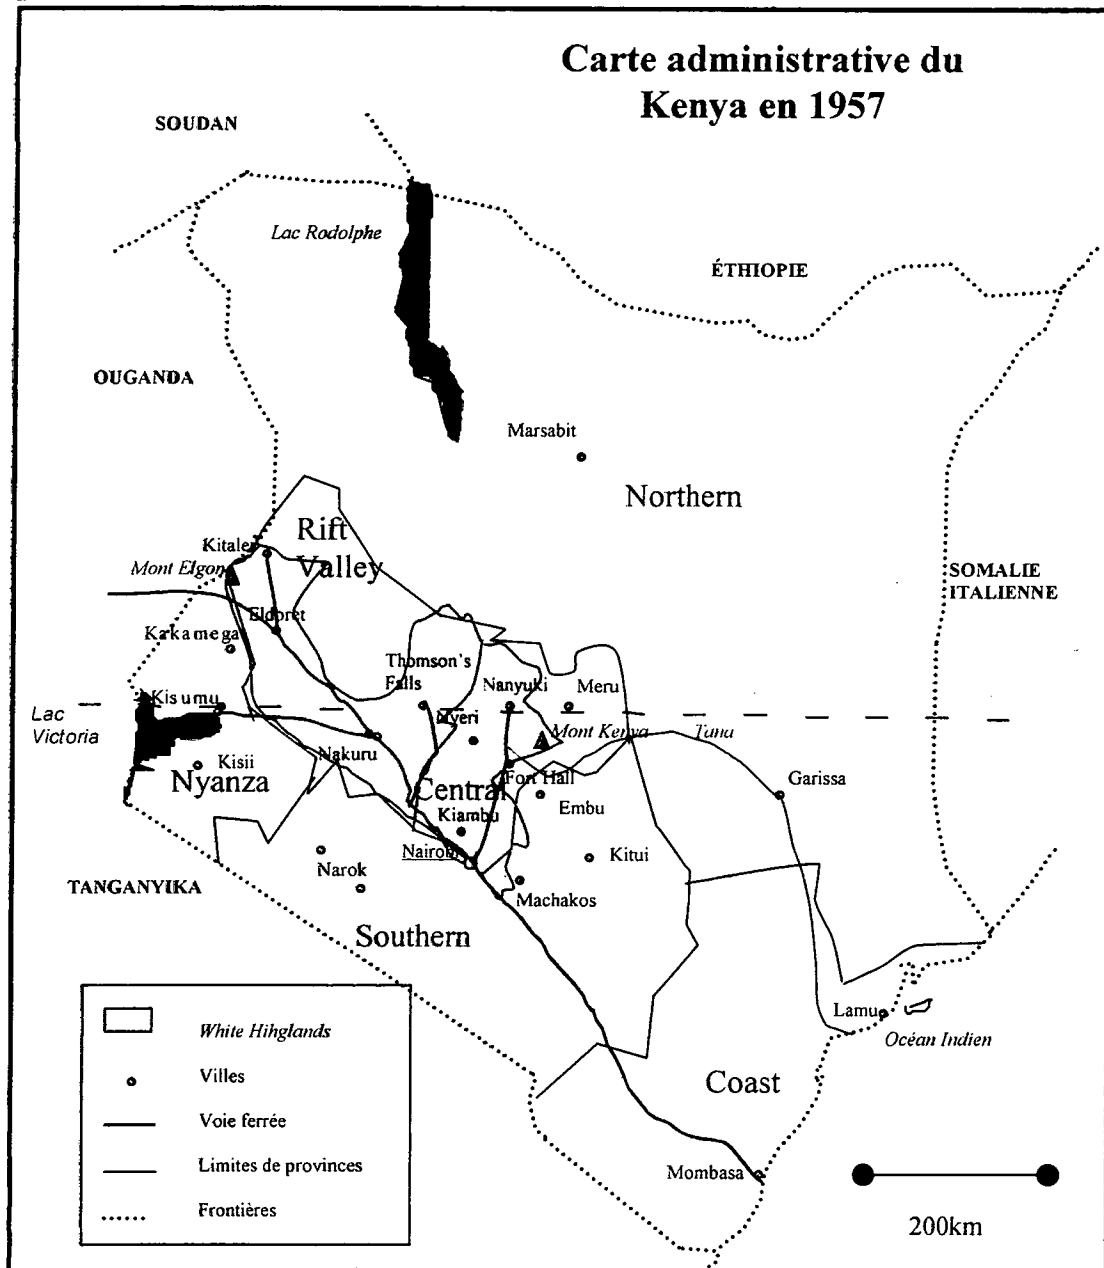 Carte administrative du
Kenya en 1957
SOUDAN
Lac Rodolphe
ÉTHIOPIE
OUGANDA
Marsabit
Northern
Rift
Valley
Kitale
Mont Elgon
SOMALIE
ITALIENNE
Eldoret
Kakamega
Thomson's
Falls
Nanyuki
Meru
Kisumu
Lac
Victoria
Nyeri
Mont Kenya
Tana
Nakuru
Kisii
Nyanza
Fort Hall
Garissa
Central
Embu
Kiambu
Nairobi
Kitui
Narok
TANGANYIKA
Machakos
Southern
Lamu
Océan Indien
Coast
Mombasa
200km
White Hihglands
Villes
Voie ferrée
Limites de provinces
Frontières